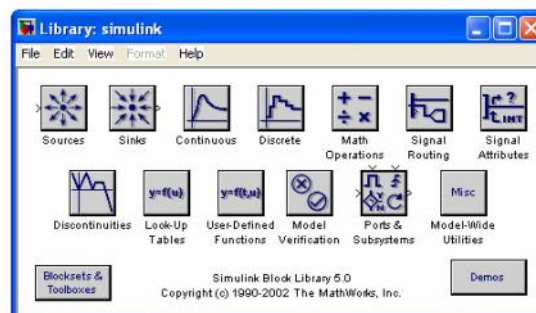 Library: simulink
File Edit View Format Help
+ -
÷ ×
? 
INT
Sources Sinks Continuous Discrete Math Operations Signal Routing Signal Attributes
y=f(u) y=f(t,u) Misc
Discontinuities Look-Up Tables User-Defined Functions Model Verification Ports & Subsystems Model-Wide Utilities
Blocksets & Toolboxes
Simulink Block Library 5.0
Copyright (c) 1990-2002 The MathWorks, Inc.
Demos